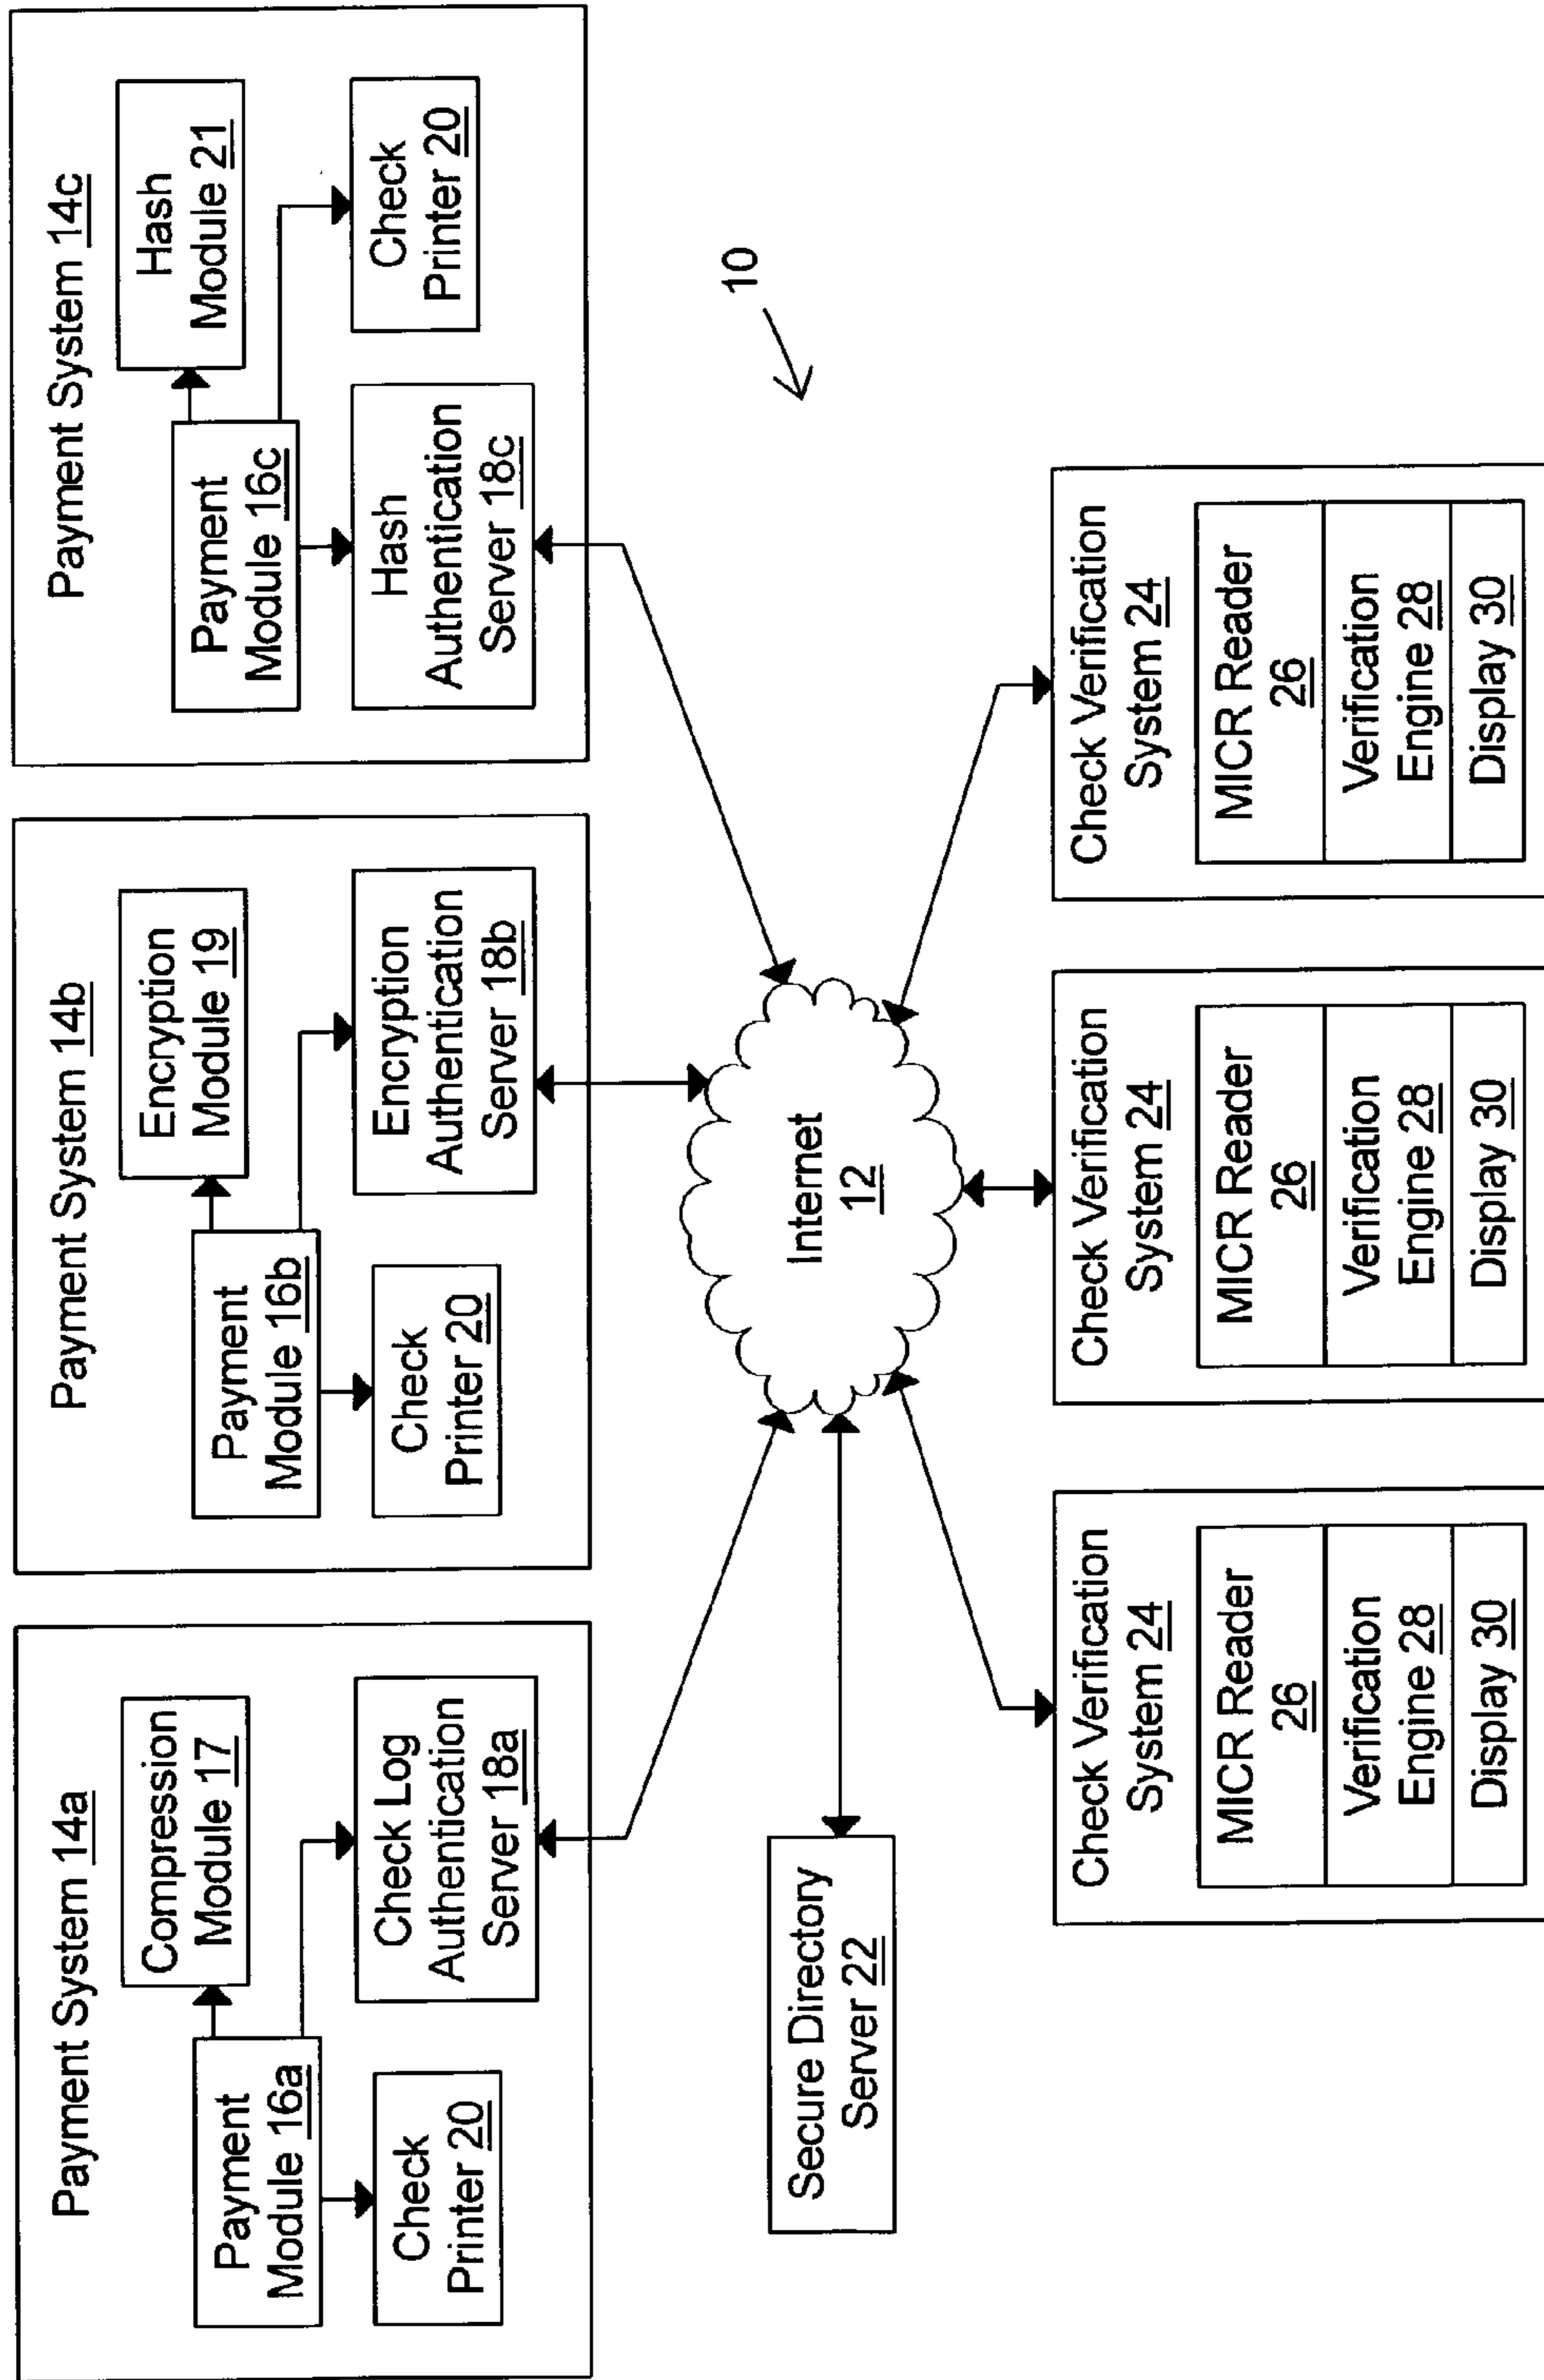 Payment System 14a
Compression
Module 17
Payment
Module 16a
Check Log
Authentication
Server 18a
Check
Printer 20
Payment System 14b
Encryption
Module 19
Payment
Module 16b
Encryption
Authentication
Server 18b
Check
Printer 20
Payment System 14c
Hash
Module 21
Payment
Module 16c
Hash
Authentication
Server 18c
Check
Printer 20
10
Internet
12
Secure Directory
Server 22
Check Verification
System 24
MICR Reader
26
Verification
Engine 28
Display 30
Check Verification
System 24
MICR Reader
26
Verification
Engine 28
Display 30
Check Verification
System 24
MICR Reader
26
Verification
Engine 28
Display 30